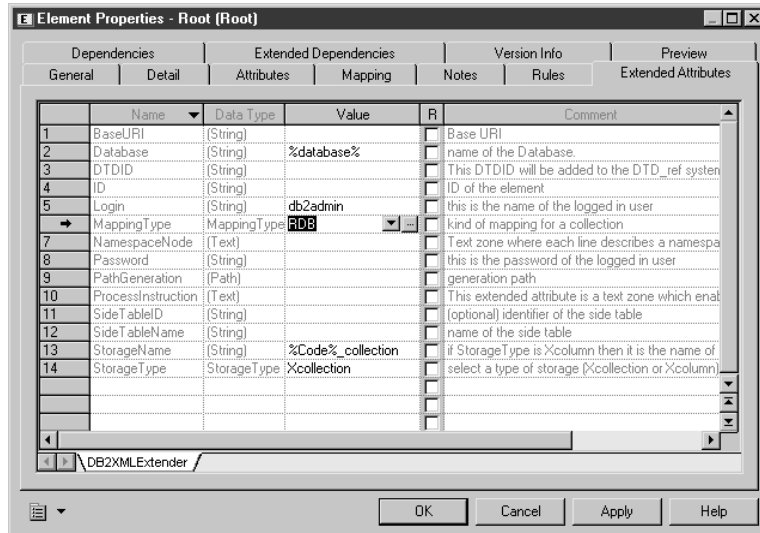 Element Properties - Root (Root)
Dependencies Extended Dependencies Version Info Preview
General Detail Attributes Mapping Notes Rules Extended Attributes
Name Data Type Value R Comment
1 BaseURI (String) Base URI
2 Database (String) %database% name of the Database.
3 DTDID (String) This DTDID will be added to the DTD_ref system
4 ID (String) ID of the element
5 Login (String) db2admin this is the name of the logged in user
MappingType MappingType RDB kind of mapping for a collection
7 NamespaceNode (Text) Text zone where each line describes a namespa
8 Password (String) this is the password of the logged in user
9 PathGeneration (Path) generation path
10 ProcessInstruction (Text) This extended attribute is a text zone which enab
11 SideTableID (String) (optional) identifier of the side table
12 SideTableName (String) name of the side table
13 StorageName (String) %Code%_collection if StorageType is Xcolumn then it is the name of
14 StorageType StorageType Xcollection select a type of storage (Xcollection or Xcolumn)
DB2XMLExtender
OK Cancel Apply Help